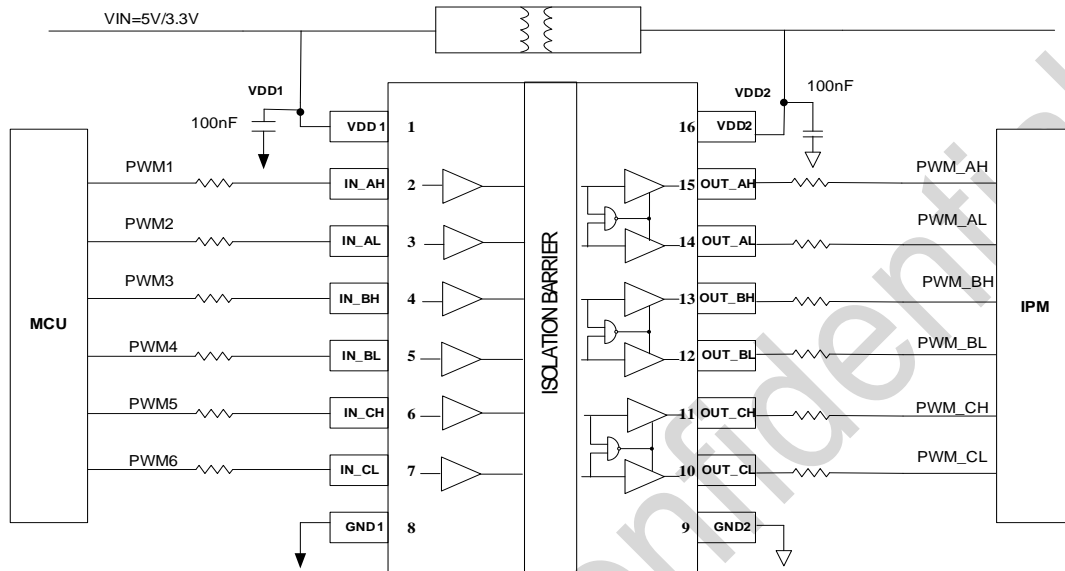 VIN=5V/3.3V
VDD1
100nF
VDD2
100nF
VDD1 1
16 VDD2
MCU
IPM
ISOLATION BARRIER
PWM1
IN_AH 2
15 OUT_AH
PWM_AH
PWM2
IN_AL 3
14 OUT_AL
PWM_AL
PWM3
IN_BH 4
13 OUT_BH
PWM_BH
PWM4
IN_BL 5
12 OUT_BL
PWM_BL
PWM5
IN_CH 6
11 OUT_CH
PWM_CH
PWM6
IN_CL 7
10 OUT_CL
PWM_CL
GND1 8
9 GND2
onfidential